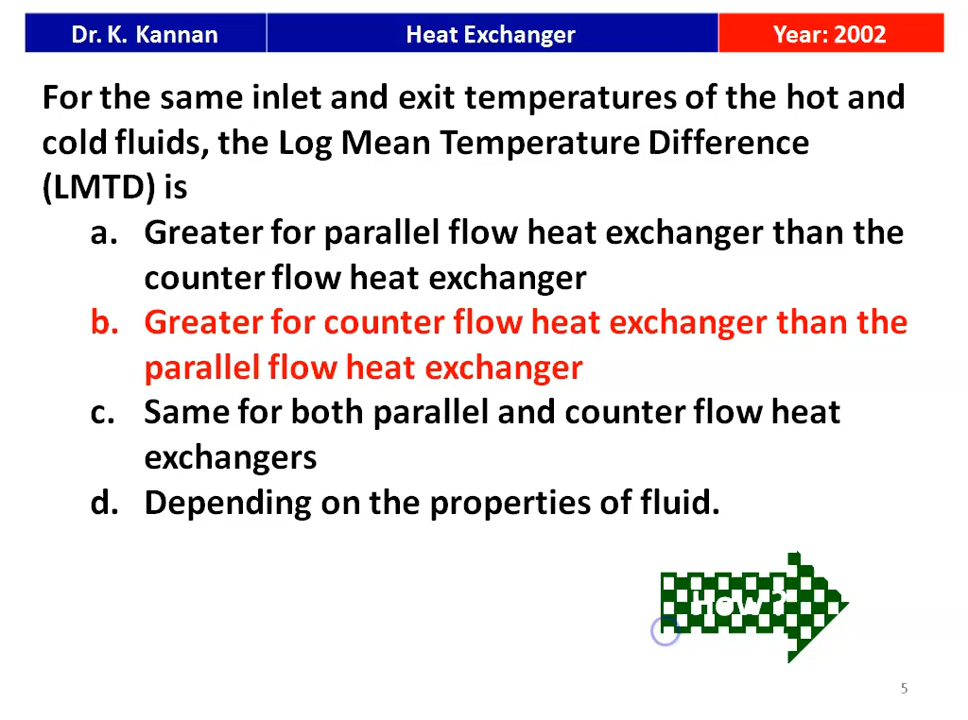 Dr. K. Kannan Heat Exchanger Year: 2002
For the same inlet and exit temperatures of the hot and
cold fluids, the Log Mean Temperature Difference
(LMTD) is
a. Greater for parallel flow heat exchanger than the
counter flow heat exchanger
b. Greater for counter flow heat exchanger than the
parallel flow heat exchanger
c. Same for both parallel and counter flow heat
exchangers
d. Depending on the properties of fluid.
How ?
5